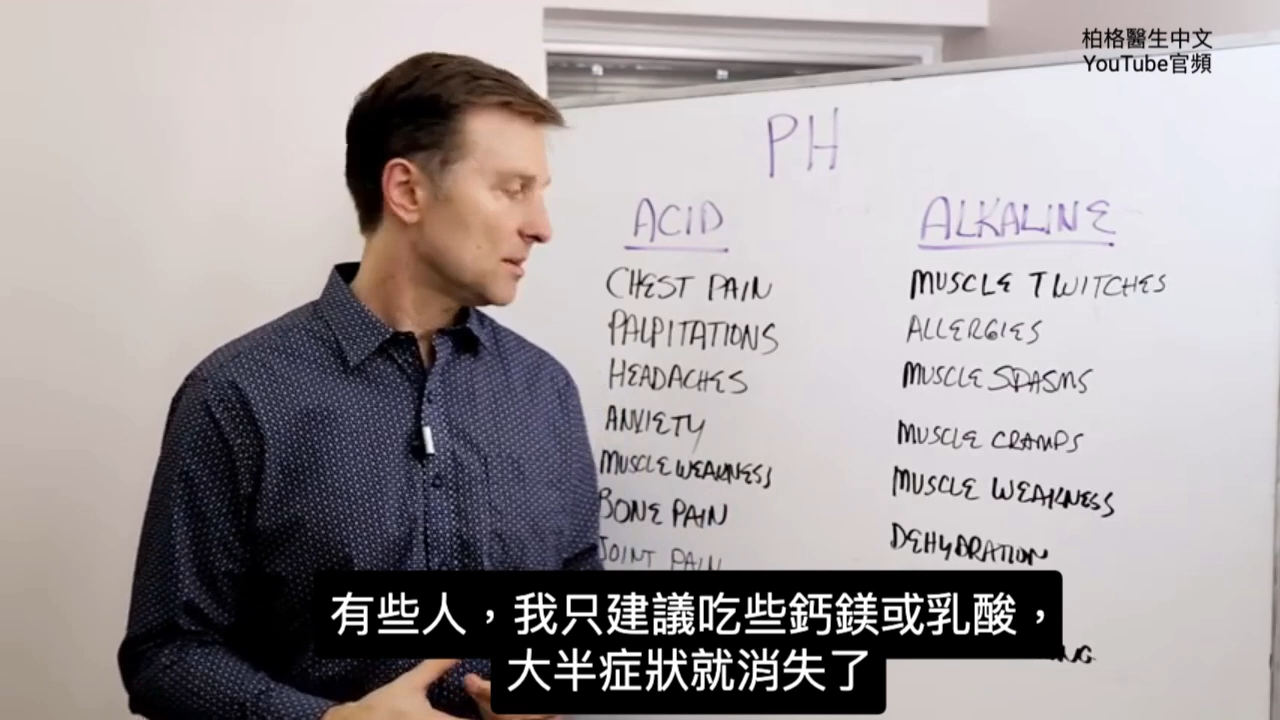 柏格醫生中文
YouTube官頻
PH
ACID
ALKALINE
CHEST PAIN
PALPITATIONS
HEADACHES
ANXIETY
MUSCLE WEAKNESS
BONE PAIN
JOINT PAIN
MUSCLE TWITCHES
ALLERGIES
MUSCLE SPASMS
MUSCLE CRAMPS
MUSCLE WEAKNESS
DEHYDRATION
有些人，我只建議吃些鈣鎂或乳酸，
大半症狀就消失了